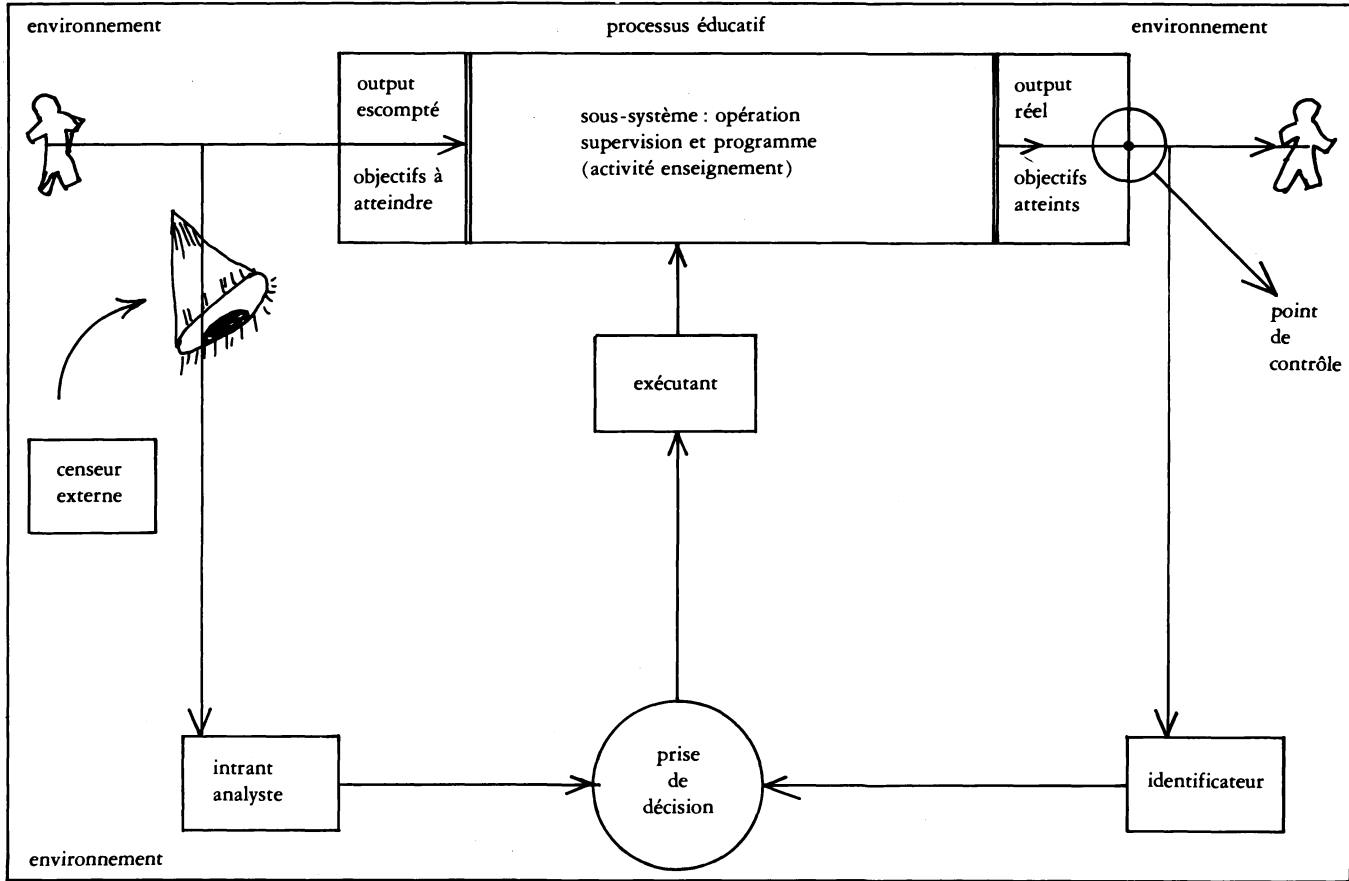 environnement
processus éducatif
environnement
output
escompté
objectifs à
atteindre
sous-système : opération
supervision et programme
(activité enseignement)
output
réel
objectifs
atteints
point
de
contrôle
exécutant
censeur
externe
intrant
analyste
prise
de
décision
identificateur
environnement